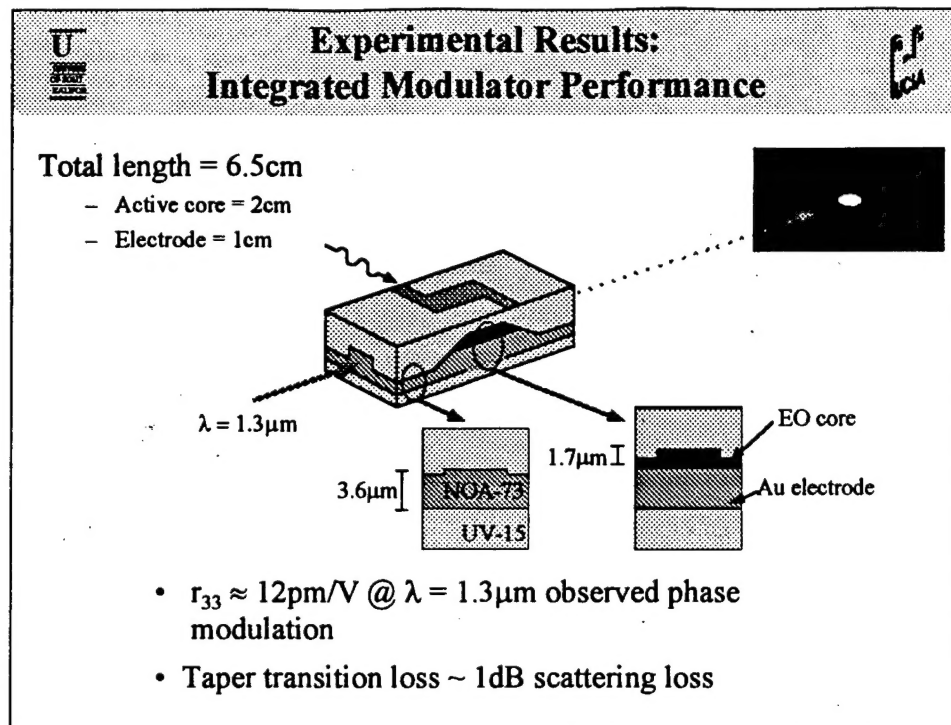 U
Experimental Results:
Integrated Modulator Performance
Total length = 6.5cm
– Active core = 2cm
– Electrode = 1cm
λ = 1.3μm
3.6μm
NOA-73
UV-15
1.7μm
EO core
Au electrode
• r₃₃ ≈ 12pm/V @ λ = 1.3μm observed phase
modulation
• Taper transition loss ~ 1dB scattering loss